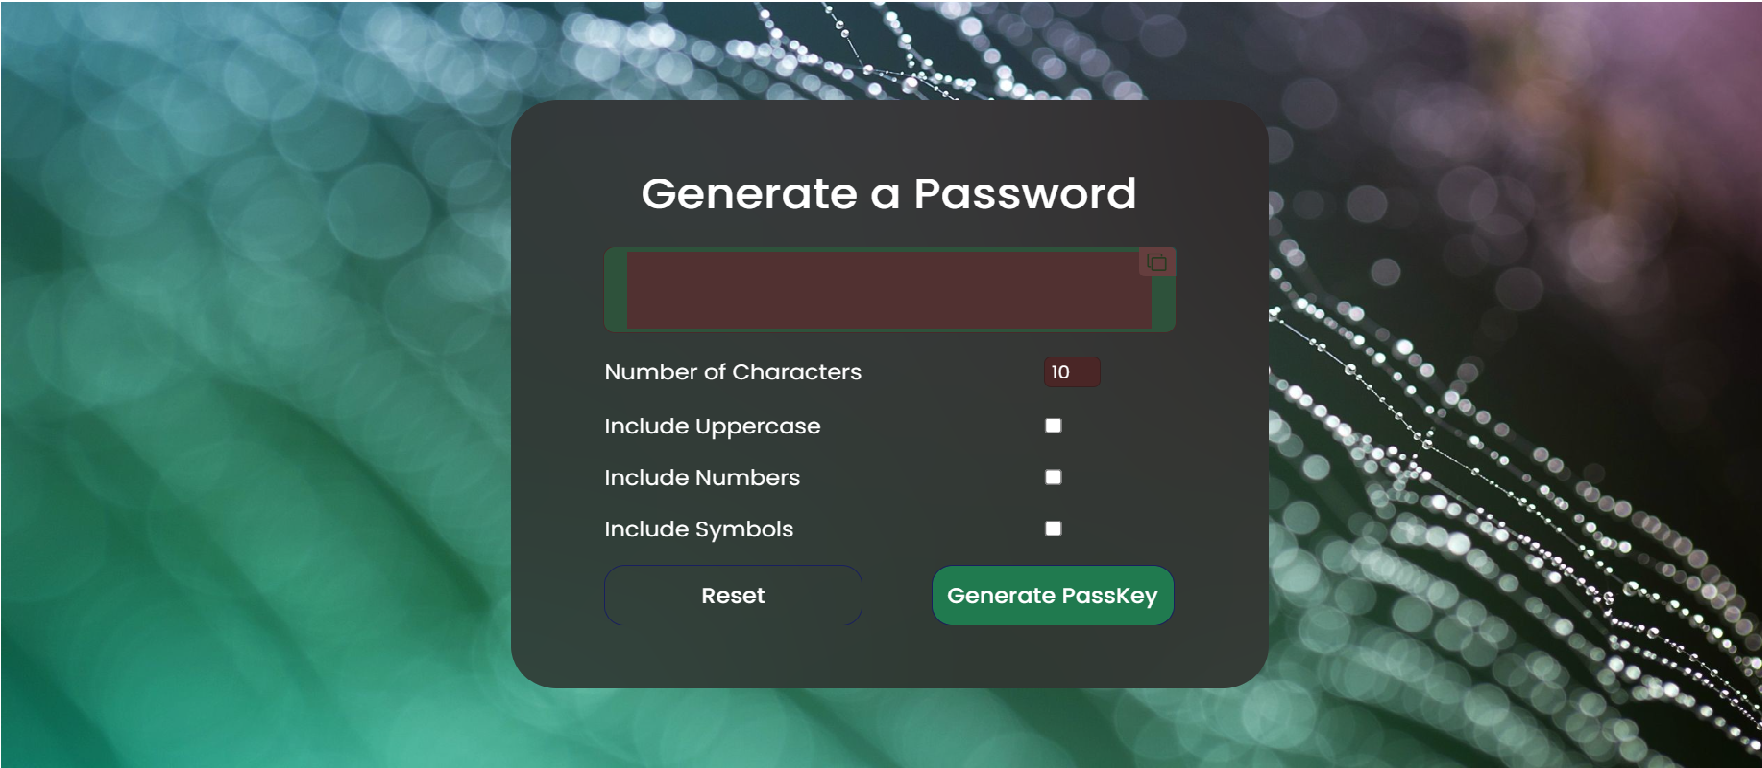 Generate a Password
Number of Characters 10
Include Uppercase
Include Numbers
Include Symbols
Reset Generate PassKey